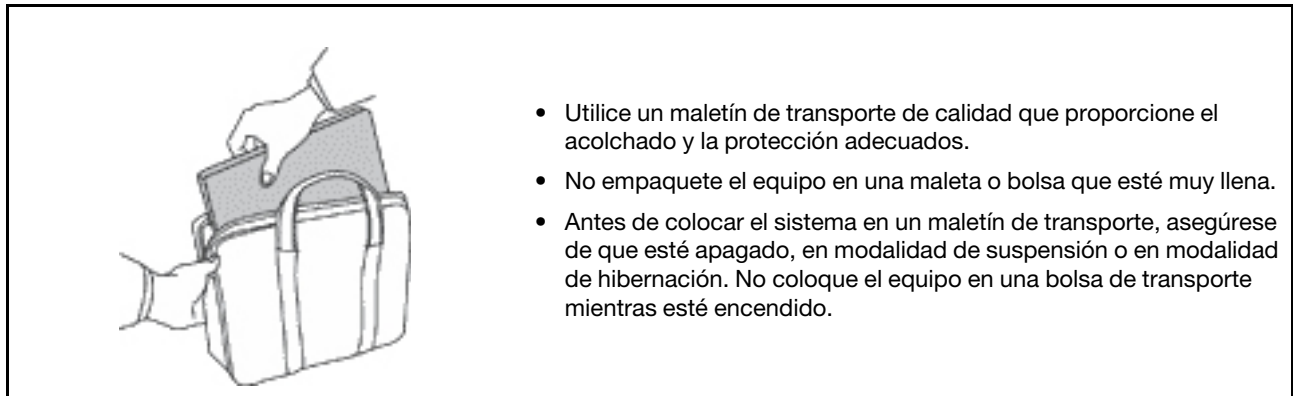 • Utilice un maletín de transporte de calidad que proporcione el
acolchado y la protección adecuados.
• No empaquete el equipo en una maleta o bolsa que esté muy llena.
• Antes de colocar el sistema en un maletín de transporte, asegúrese
de que esté apagado, en modalidad de suspensión o en modalidad
de hibernación. No coloque el equipo en una bolsa de transporte
mientras esté encendido.